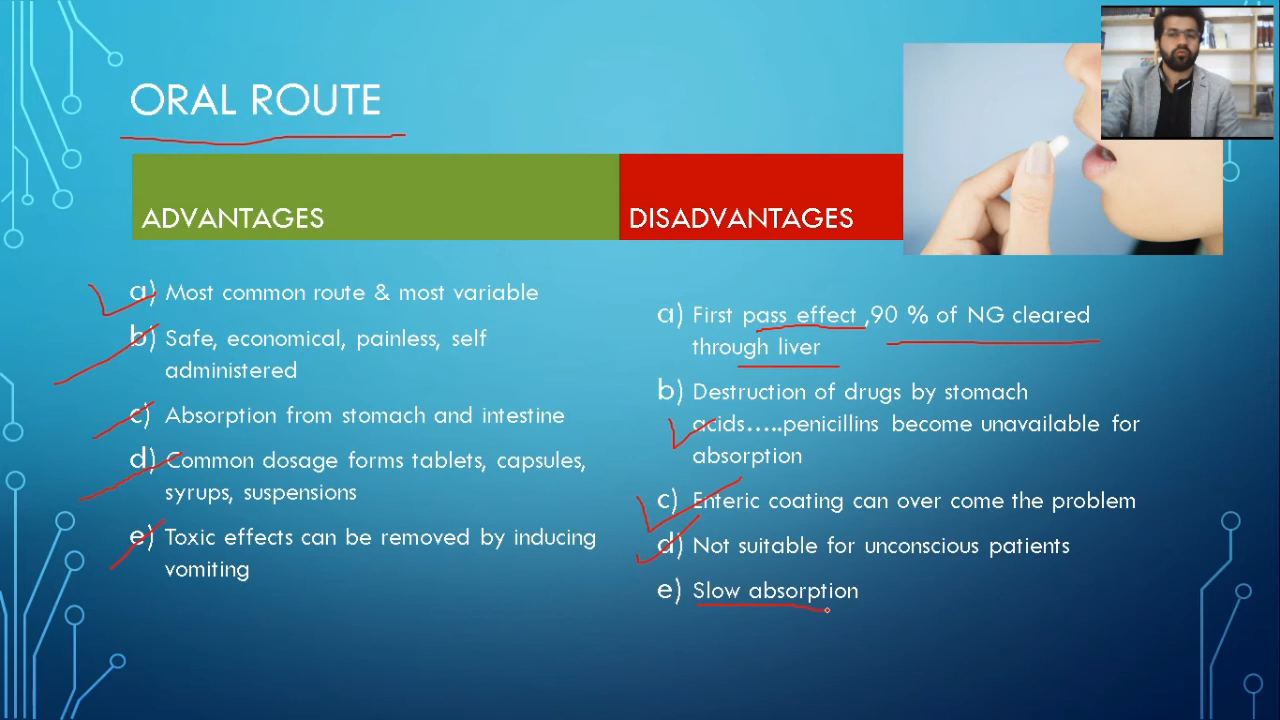 ORAL ROUTE
ADVANTAGES
a) Most common route & most variable
b) Safe, economical, painless, self
administered
c) Absorption from stomach and intestine
d) Common dosage forms tablets, capsules,
syrups, suspensions
e) Toxic effects can be removed by inducing
vomiting
DISADVANTAGES
a) First pass effect ,90 % of NG cleared
through liver
b) Destruction of drugs by stomach
acids.....penicillins become unavailable for
absorption
c) Enteric coating can over come the problem
d) Not suitable for unconscious patients
e) Slow absorption